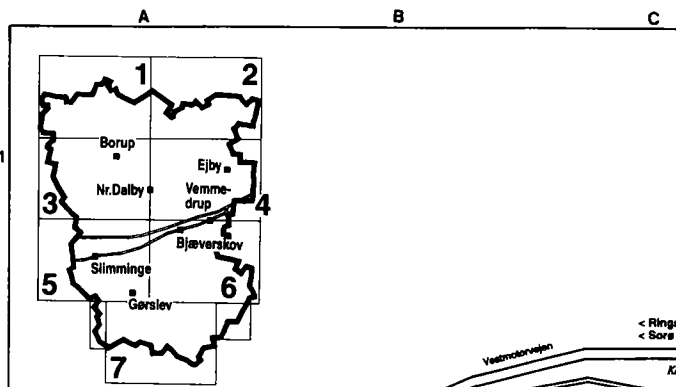 A B C
1 2
Borup
1
Ejby
Nr.Dalby
Vemme-
drup
3 4
Bjæverskov
Slimminge
5 6
Gørslev
< Rings
< Sorø
Vestmotorvejen
7